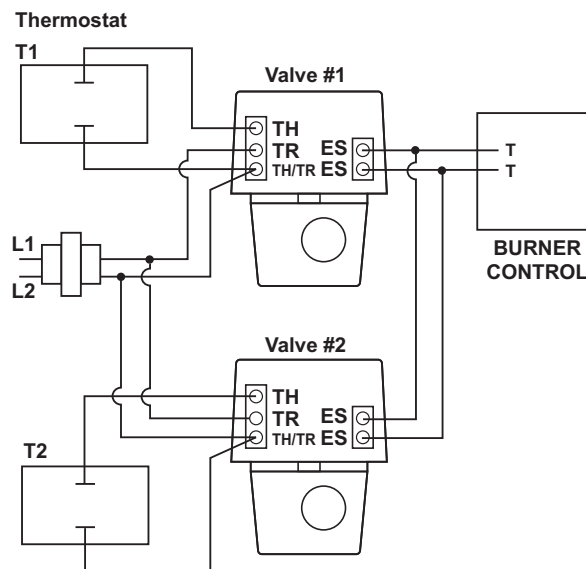 Thermostat
T1
Valve #1
TH
TR
TH/TR
ES
ES
T
T
BURNER
CONTROL
L1
L2
Valve #2
TH
TR
TH/TR
ES
ES
T2